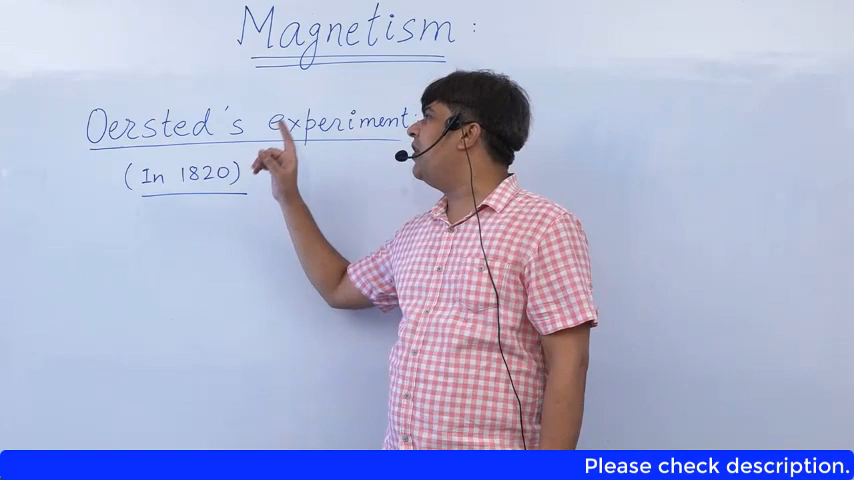 Magnetism :
Oersted's experiment:
(In 1820)
Please check description.